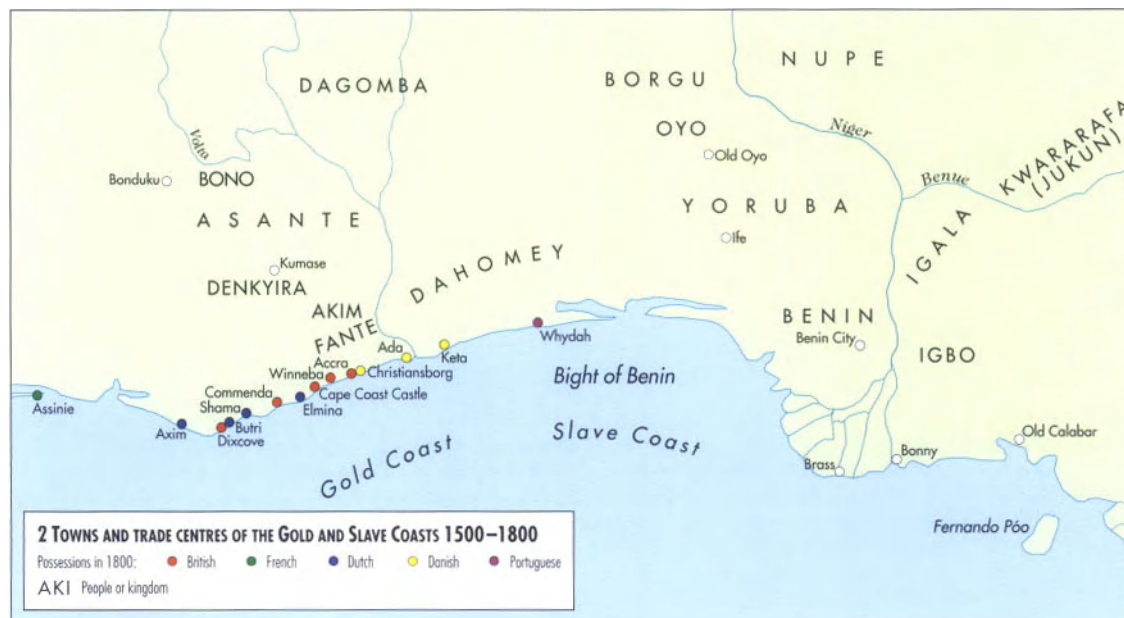 NUPE
BORGU
DAGOMBA
OYO
Niger
Volta
Old Oyo
KWARARAFA
(JUKUN)
Bonduku
BONO
Benue
YORUBA
ASANTE
Ife
IGALA
Kumase
DAHOMEY
DENKYIRA
AKIM
FANTE
BENIN
Ada
Keta
Whydah
Benin City
IGBO
Accra
Winneba
Christiansborg
Bight of Benin
Commenda
Cape Coast Castle
Assinie
Shama
Elmina
Axim
Butri
Dixcove
Slave Coast
Old Calabar
Gold Coast
Bonny
Brass
Fernando Póo
2 TOWNS AND TRADE CENTRES OF THE GOLD AND SLAVE COASTS 1500–1800
Possessions in 1800: British French Dutch Danish Portuguese
AKI People or kingdom